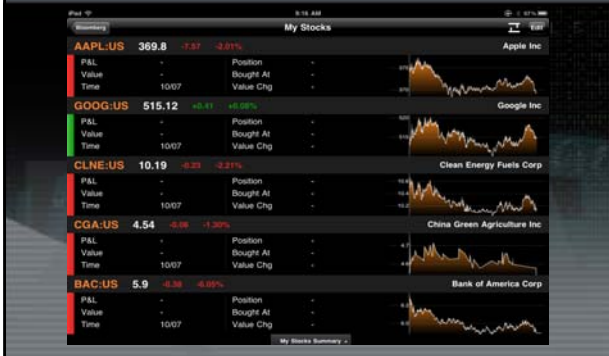 iPad 9:16 AM 97%
Bloomberg My Stocks Edit
AAPL:US 369.8 -7.57 -2.01% Apple Inc
P&L - Position -
Value - Bought At -
Time 10/07 Value Chg -
GOOG:US 515.12 +0.41 +0.08% Google Inc
P&L - Position -
Value - Bought At -
Time 10/07 Value Chg -
CLNE:US 10.19 -0.23 -2.21% Clean Energy Fuels Corp
P&L - Position -
Value - Bought At -
Time 10/07 Value Chg -
CGA:US 4.54 -1.30% China Green Agriculture Inc
P&L - Position -
Value - Bought At -
Time 10/07 Value Chg -
BAC:US 5.9 -0.38 -6.05% Bank of America Corp
P&L - Position -
Value - Bought At -
Time 10/07 Value Chg -
My Stocks Summary